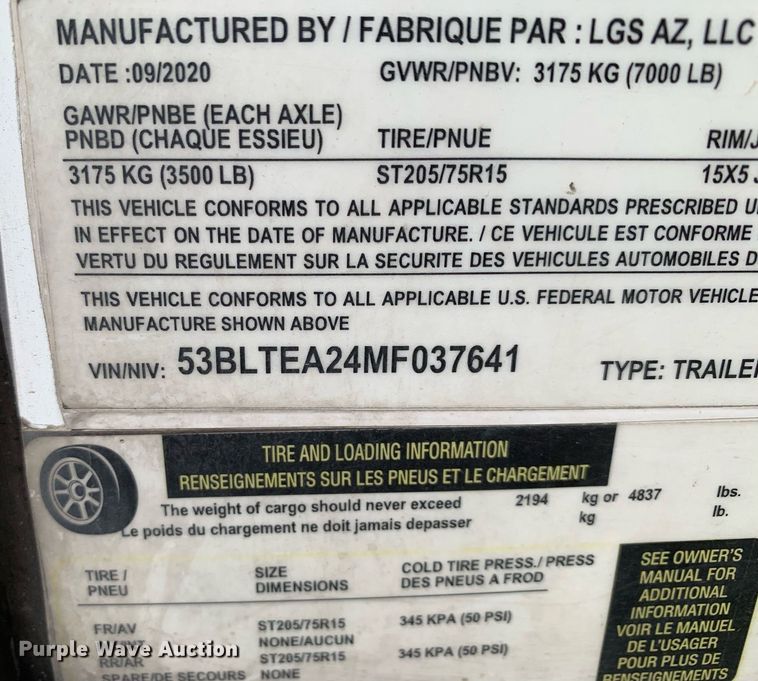 MANUFACTURED BY / FABRIQUE PAR : LGS AZ, LLC
DATE :09/2020 GVWR/PNBV: 3175 KG (7000 LB)
GAWR/PNBE (EACH AXLE)
PNBD (CHAQUE ESSIEU) TIRE/PNUE RIM/J
3175 KG (3500 LB) ST205/75R15 15X5 J
THIS VEHICLE CONFORMS TO ALL APPLICABLE STANDARDS PRESCRIBED U
IN EFFECT ON THE DATE OF MANUFACTURE. / CE VEHICULE EST CONFORME
VERTU DU REGULEMENT SUR LA SECURITE DES VEHICULES AUTOMOBILES D
THIS VEHICLE CONFORMS TO ALL APPLICABLE U.S. FEDERAL MOTOR VEHICLE
MANUFACTURE SHOWN ABOVE
VIN/NIV: 53BLTEA24MF037641 TYPE: TRAILER
TIRE AND LOADING INFORMATION
RENSEIGNEMENTS SUR LES PNEUS ET LE CHARGEMENT
The weight of cargo should never exceed 2194 kg or 4837 lbs.
Le poids du chargement ne doit jamais depasser kg lb.
TIRE / SIZE COLD TIRE PRESS./ PRESS
PNEU DIMENSIONS DES PNEUS A FROD
FR/AV ST205/75R15 345 KPA (50 PSI)
NONE/AUCUN
RR/AR ST205/75R15 345 KPA (50 PSI)
SPARE/DE SECOURS NONE
SEE OWNER'S
MANUAL FOR
ADDITIONAL
INFORMATION
VOIR LE MANUEL
DE L'USAGER
POUR PLUS DE
RENSEIGNEMENTS
Purple Wave Auction